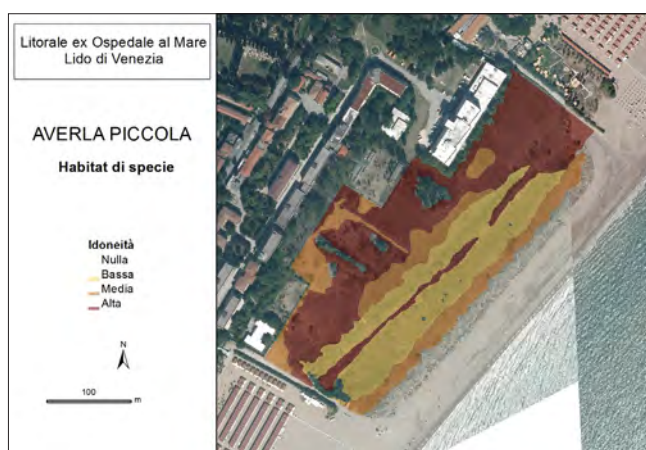 Litorale ex Ospedale al Mare
Lido di Venezia
AVERLA PICCOLA
Habitat di specie
Idoneità
Nulla
Bassa
Media
Alta
N
100
m